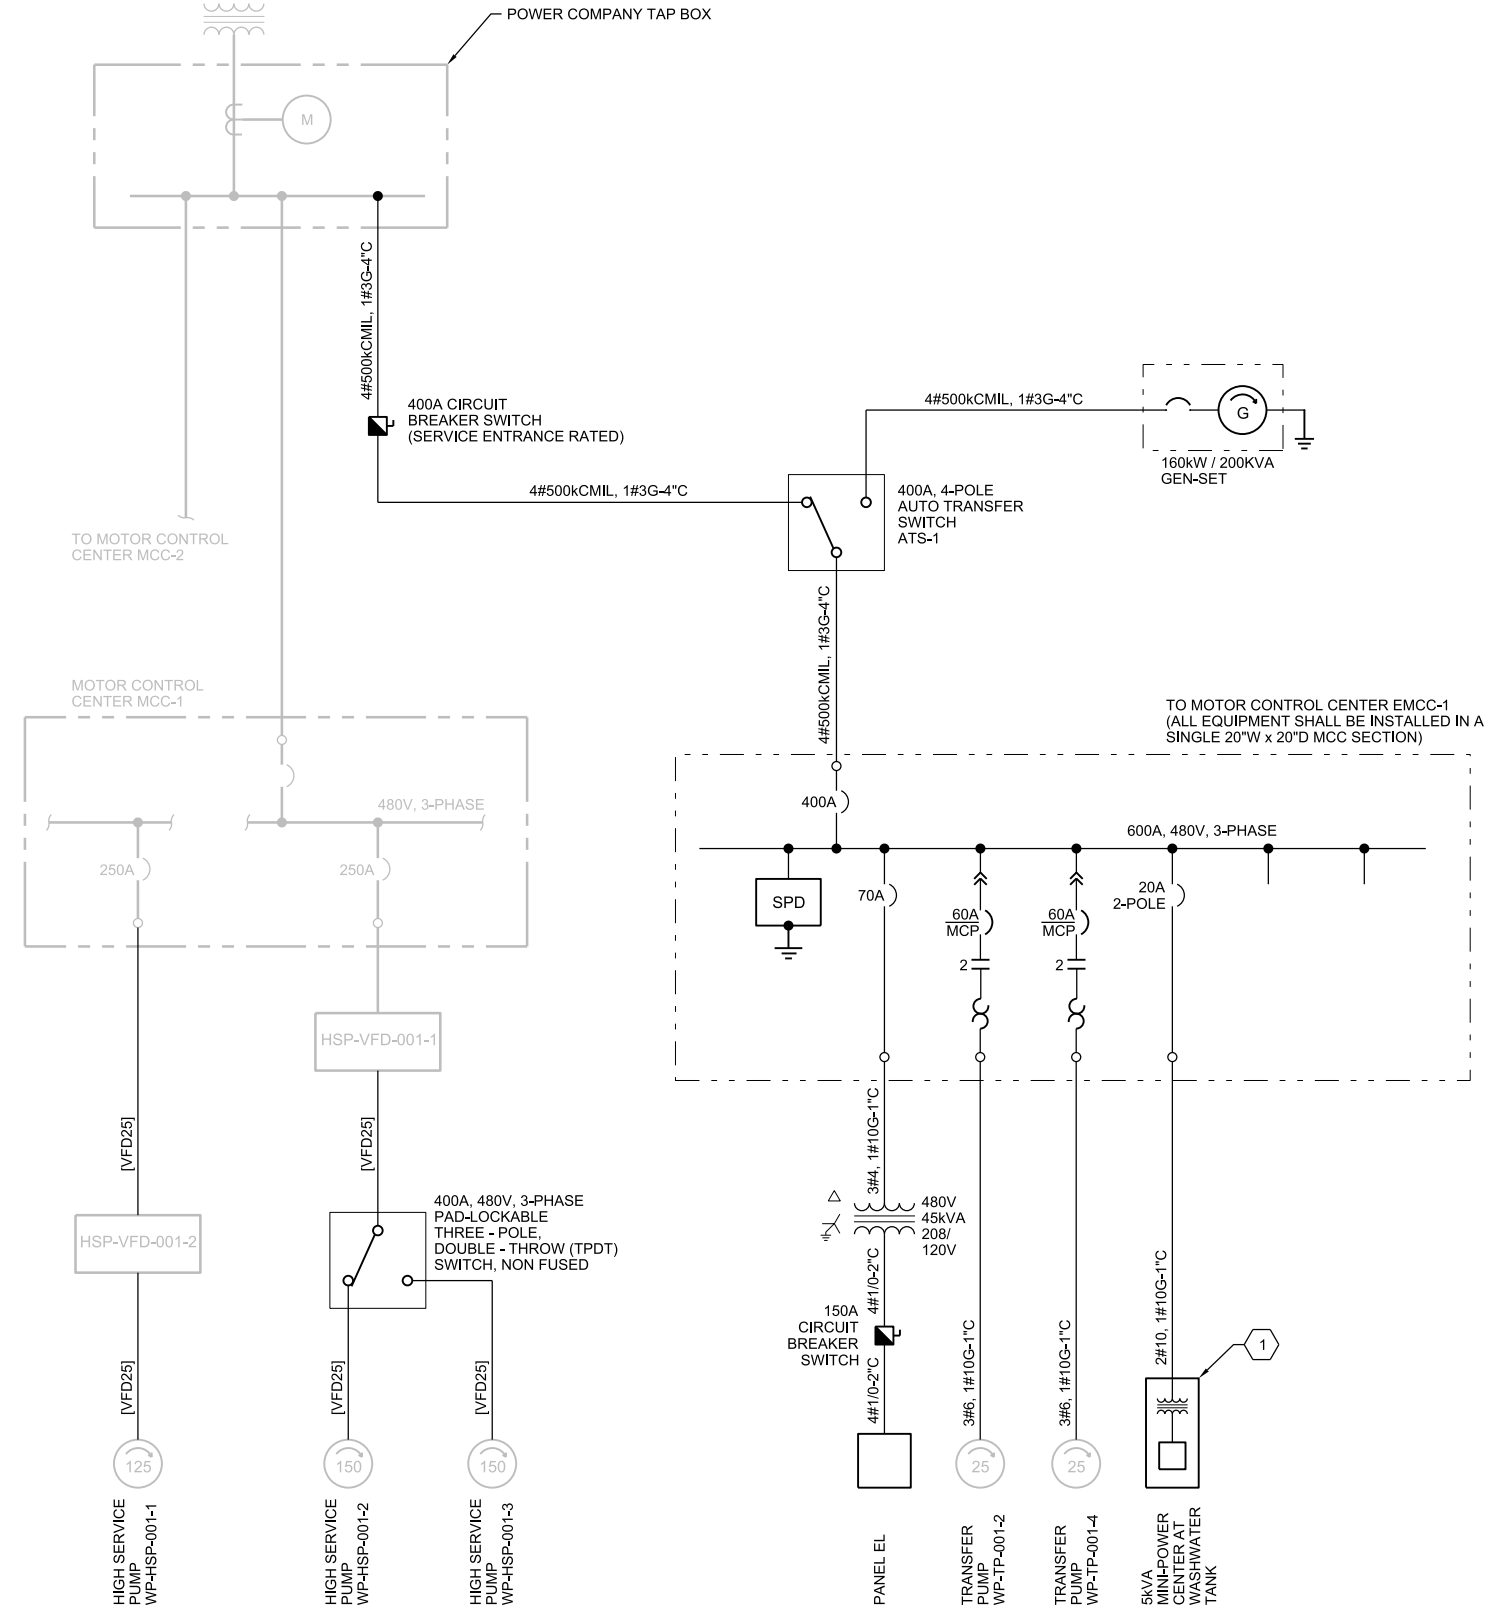 POWER COMPANY TAP BOX
M
4#500kCMIL, 1#3G-4"C
400A CIRCUIT
BREAKER SWITCH
(SERVICE ENTRANCE RATED)
4#500kCMIL, 1#3G-4"C
4#500kCMIL, 1#3G-4"C
G
160kW / 200KVA
GEN-SET
400A, 4-POLE
AUTO TRANSFER
SWITCH
ATS-1
TO MOTOR CONTROL
CENTER MCC-2
4#500kCMIL, 1#3G-4"C
MOTOR CONTROL
CENTER MCC-1
480V, 3-PHASE
250A
250A
TO MOTOR CONTROL CENTER EMCC-1
(ALL EQUIPMENT SHALL BE INSTALLED IN A
SINGLE 20"W x 20"D MCC SECTION)
400A
600A, 480V, 3-PHASE
SPD
70A
60A
MCP
2
60A
MCP
2
20A
2-POLE
HSP-VFD-001-1
[VFD25]
[VFD25]
HSP-VFD-001-2
400A, 480V, 3-PHASE
PAD-LOCKABLE
THREE - POLE,
DOUBLE - THROW (TPDT)
SWITCH, NON FUSED
3#4, 1#10G-1"C
480V
45kVA
208/
120V
4#1/0-2"C
150A
CIRCUIT
BREAKER
SWITCH
4#1/0-2"C
3#6, 1#10G-1"C
3#6, 1#10G-1"C
2#10, 1#10G-1"C
1
[VFD25]
[VFD25]
[VFD25]
125
150
150
25
25
HIGH SERVICE
PUMP
WP-HSP-001-1
HIGH SERVICE
PUMP
WP-HSP-001-2
HIGH SERVICE
PUMP
WP-HSP-001-3
PANEL EL
TRANSFER
PUMP
WP-TP-001-2
TRANSFER
PUMP
WP-TP-001-4
5kVA
MINI-POWER
CENTER AT
WASHWATER
TANK